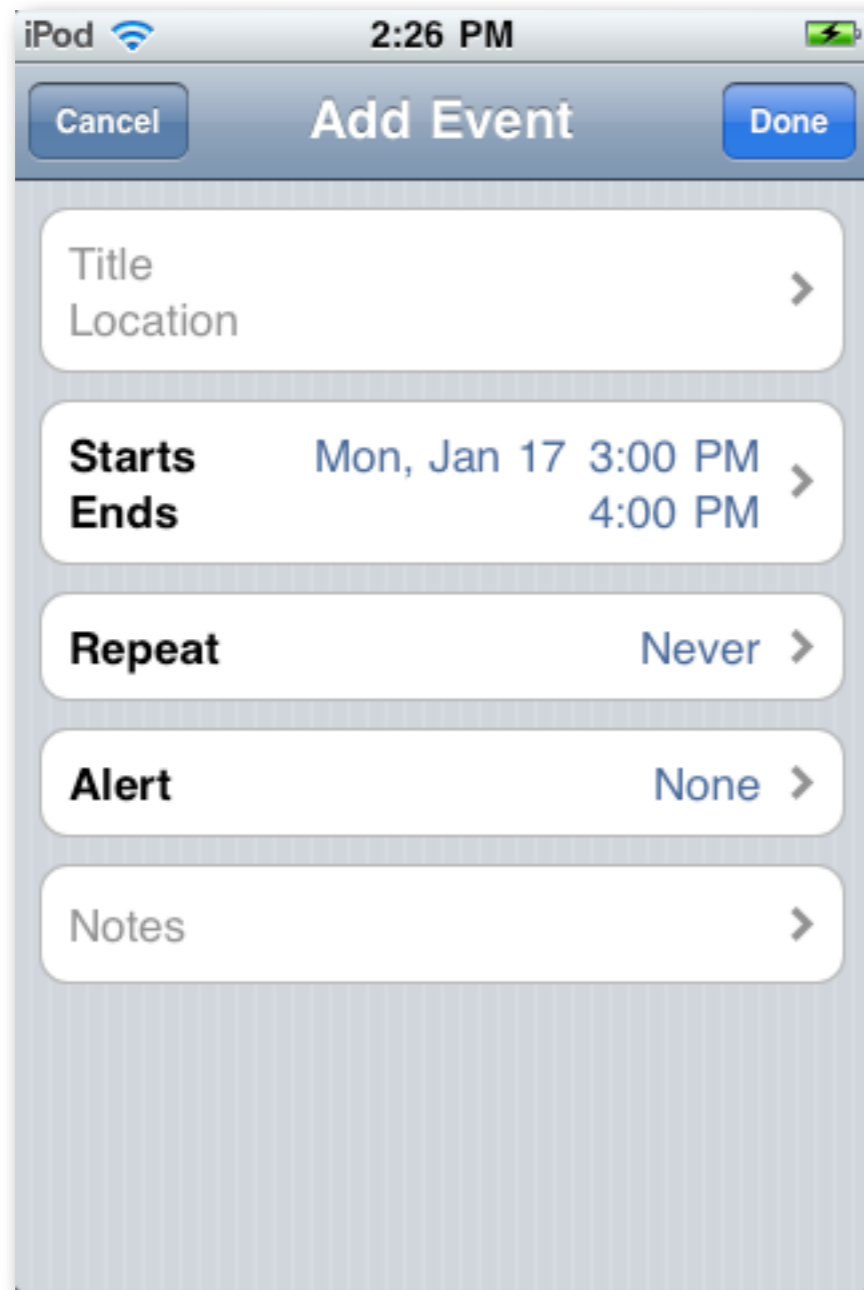 iPod 2:26 PM
Cancel Add Event Done
Title
Location
Starts Mon, Jan 17 3:00 PM
Ends 4:00 PM
Repeat Never
Alert None
Notes